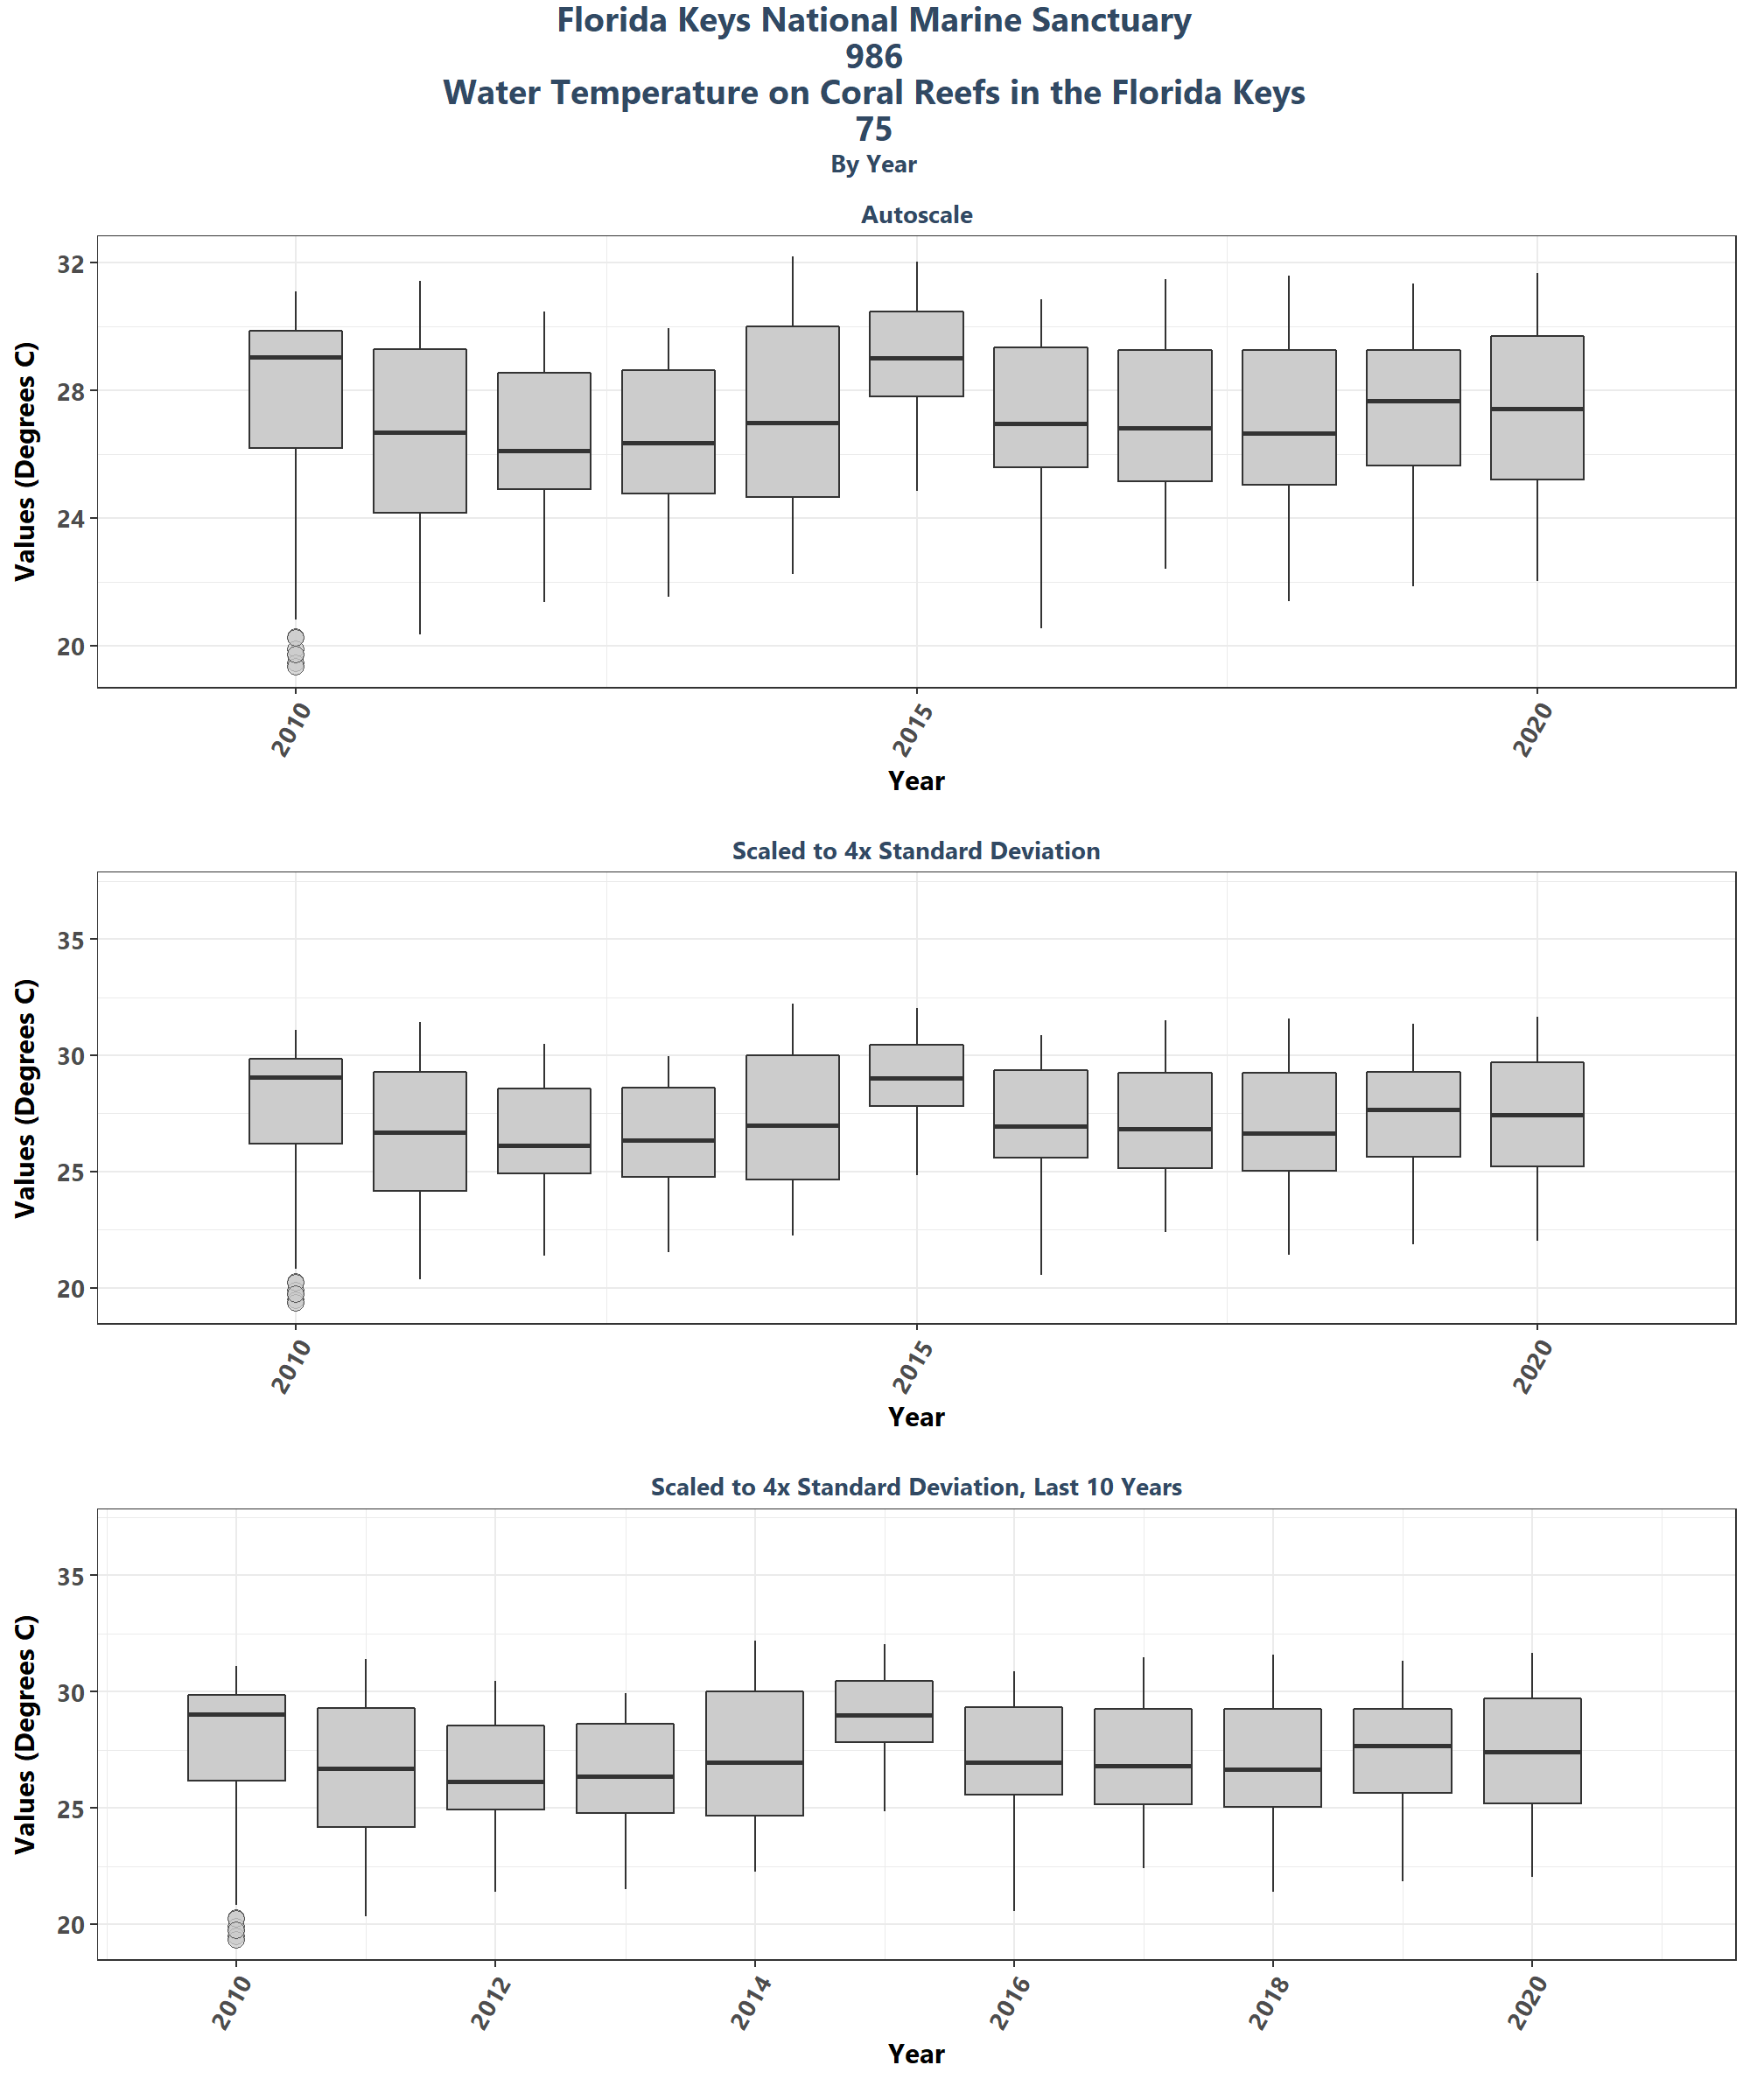 Florida Keys National Marine Sanctuary
986
Water Temperature on Coral Reefs in the Florida Keys
75
By Year
Autoscale
Values (Degrees C)
32
28
24
20
2010
2015
2020
Year
Scaled to 4x Standard Deviation
Values (Degrees C)
35
30
25
20
2010
2015
2020
Year
Scaled to 4x Standard Deviation, Last 10 Years
Values (Degrees C)
35
30
25
20
2010
2012
2014
2016
2018
2020
Year